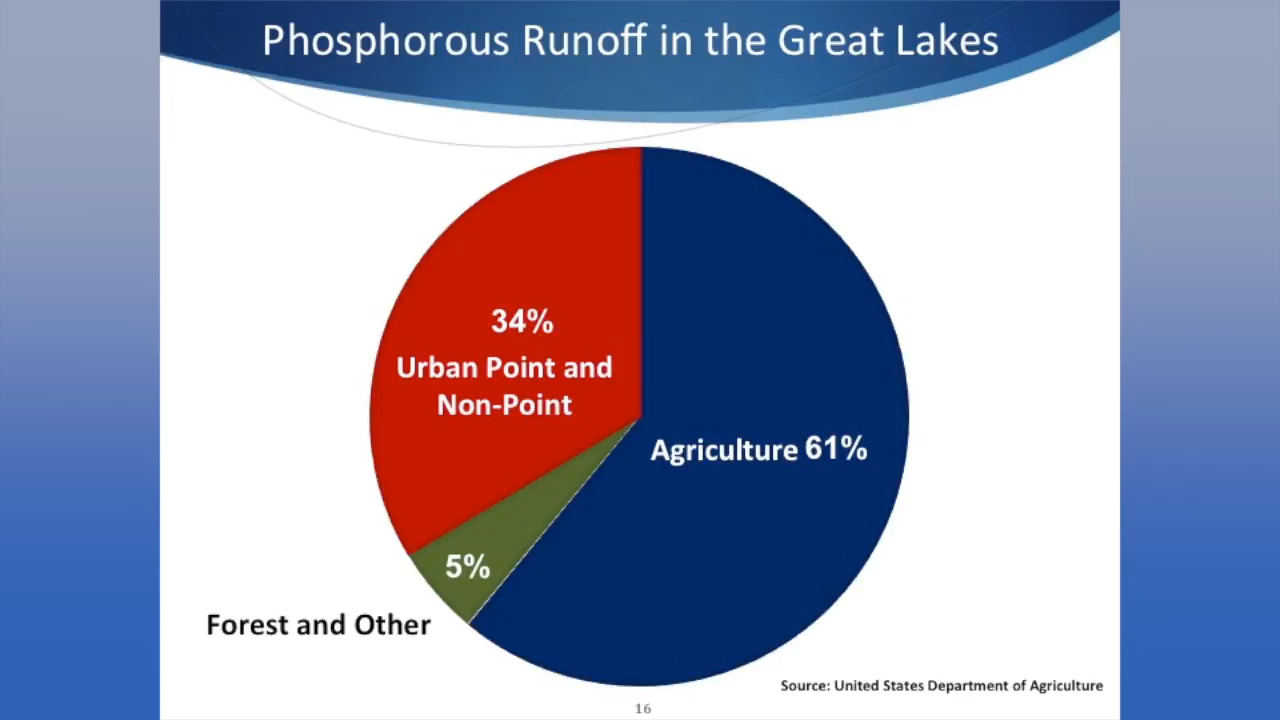 Phosphorous Runoff in the Great Lakes
34%
Urban Point and
Non-Point
Agriculture 61%
5%
Forest and Other
Source: United States Department of Agriculture
16